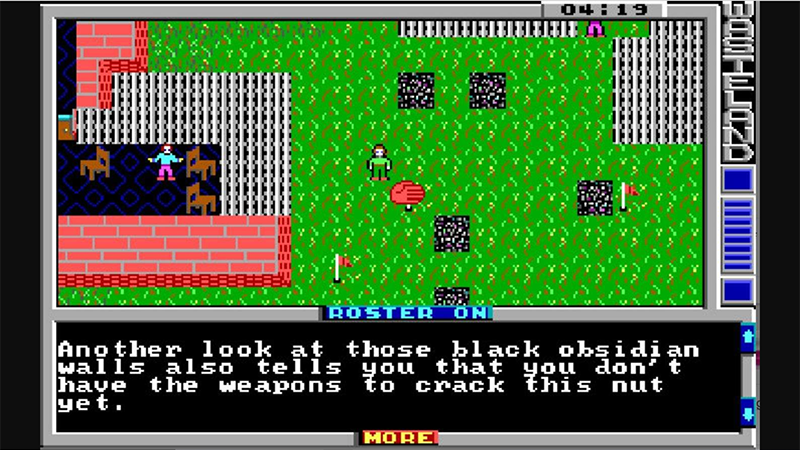 04:19
WASTELAND
ROSTER ON
Another look at those black obsidian
walls also tells you that you don't
have the weapons to crack this nut
yet.
MORE